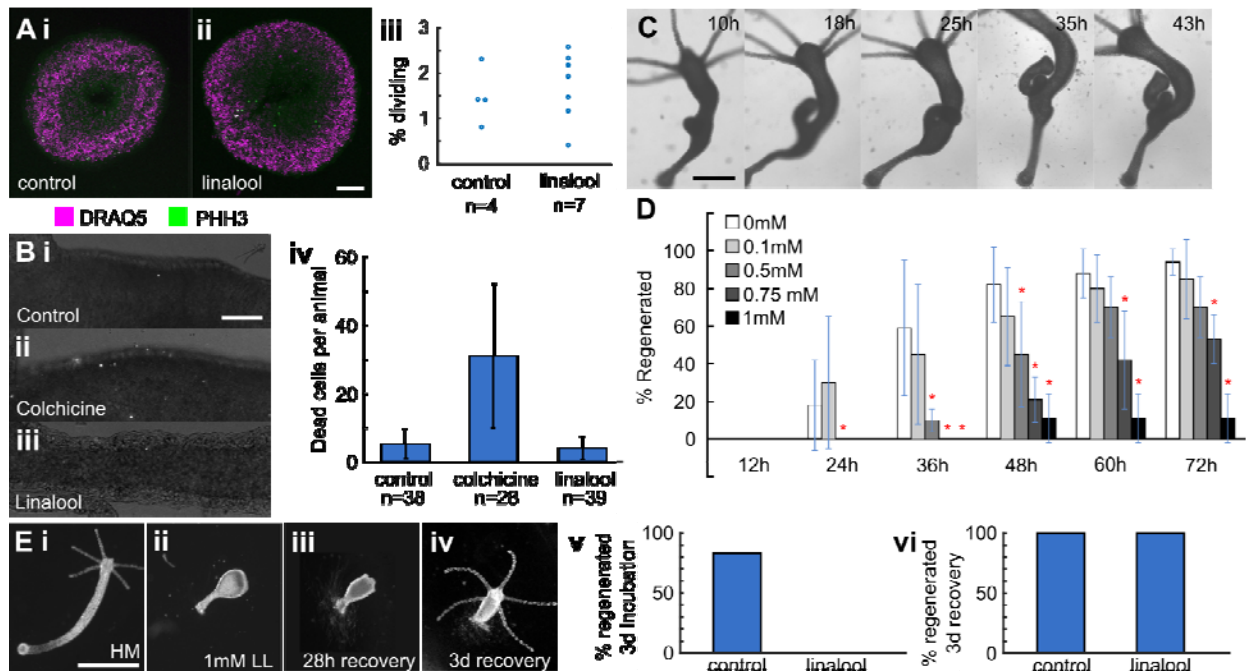 A i
ii
iii
control
linalool
% dividing
3
2
1
0
control
linalool
n=4
n=7
DRAQ5
PHH3
B i
Control
ii
Colchicine
iii
Linalool
iv
Dead cells per animal
60
40
20
0
control
colchicine
linalool
n=38
n=28
n=39
C
10h
18h
25h
35h
43h
D
% Regenerated
100
80
60
40
20
0
0mM
0.1mM
0.5mM
0.75 mM
1mM
*
*
* *
*
*
*
*
*
*
*
12h
24h
36h
48h
60h
72h
E i
HM
ii
1mM LL
iii
28h recovery
iv
3d recovery
v
% regenerated
3d Incubation
100
50
0
control
linalool
vi
% regenerated
3d recovery
100
50
0
control
linalool